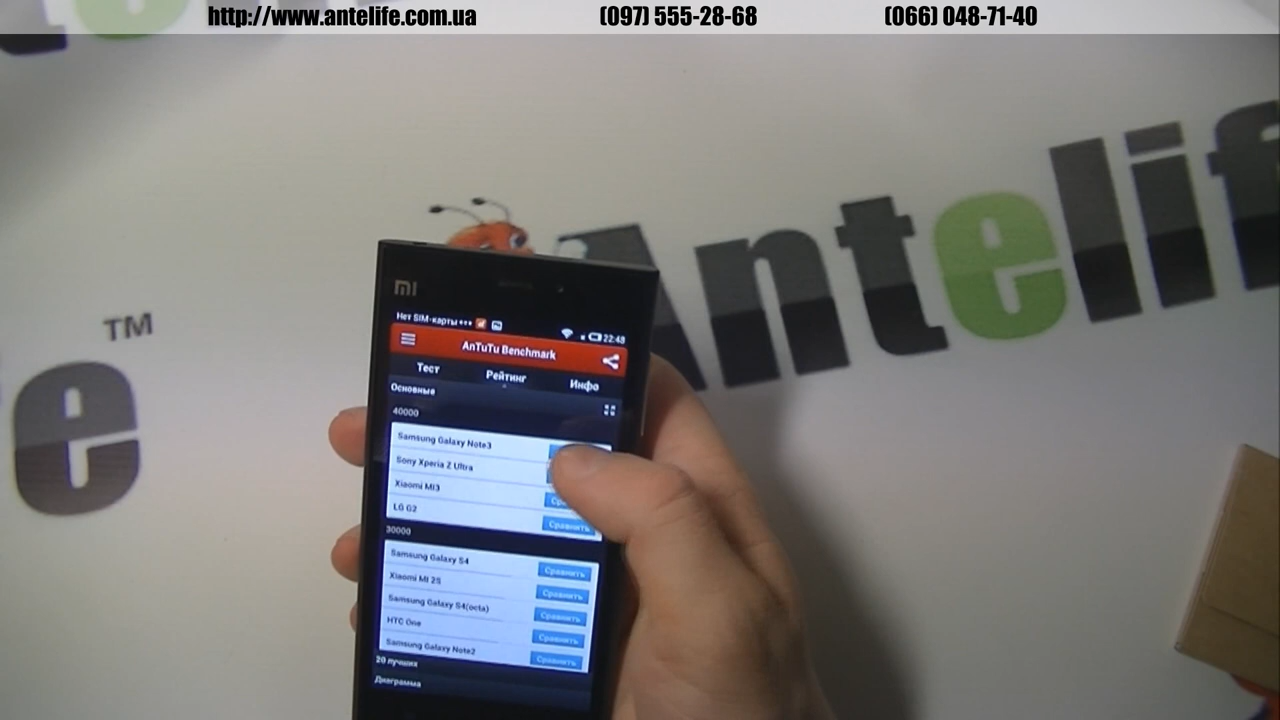 http://www.antelife.com.ua (097) 555-28-68 (066) 048-71-40
Antelif
TM
e
MI
Нет SIM-карты 22:48
AnTuTu Benchmark
Тест Рейтинг Инфо
Основные
40000
Samsung Galaxy Note3
Sony Xperia Z Ultra
Xiaomi MI3
LG G2 Сравнить
30000
Samsung Galaxy S4 Сравнить
Xiaomi MI 2S Сравнить
Samsung Galaxy S4(octa) Сравнить
HTC One Сравнить
Samsung Galaxy Note2 Сравнить
20 лучших
Диаграмма